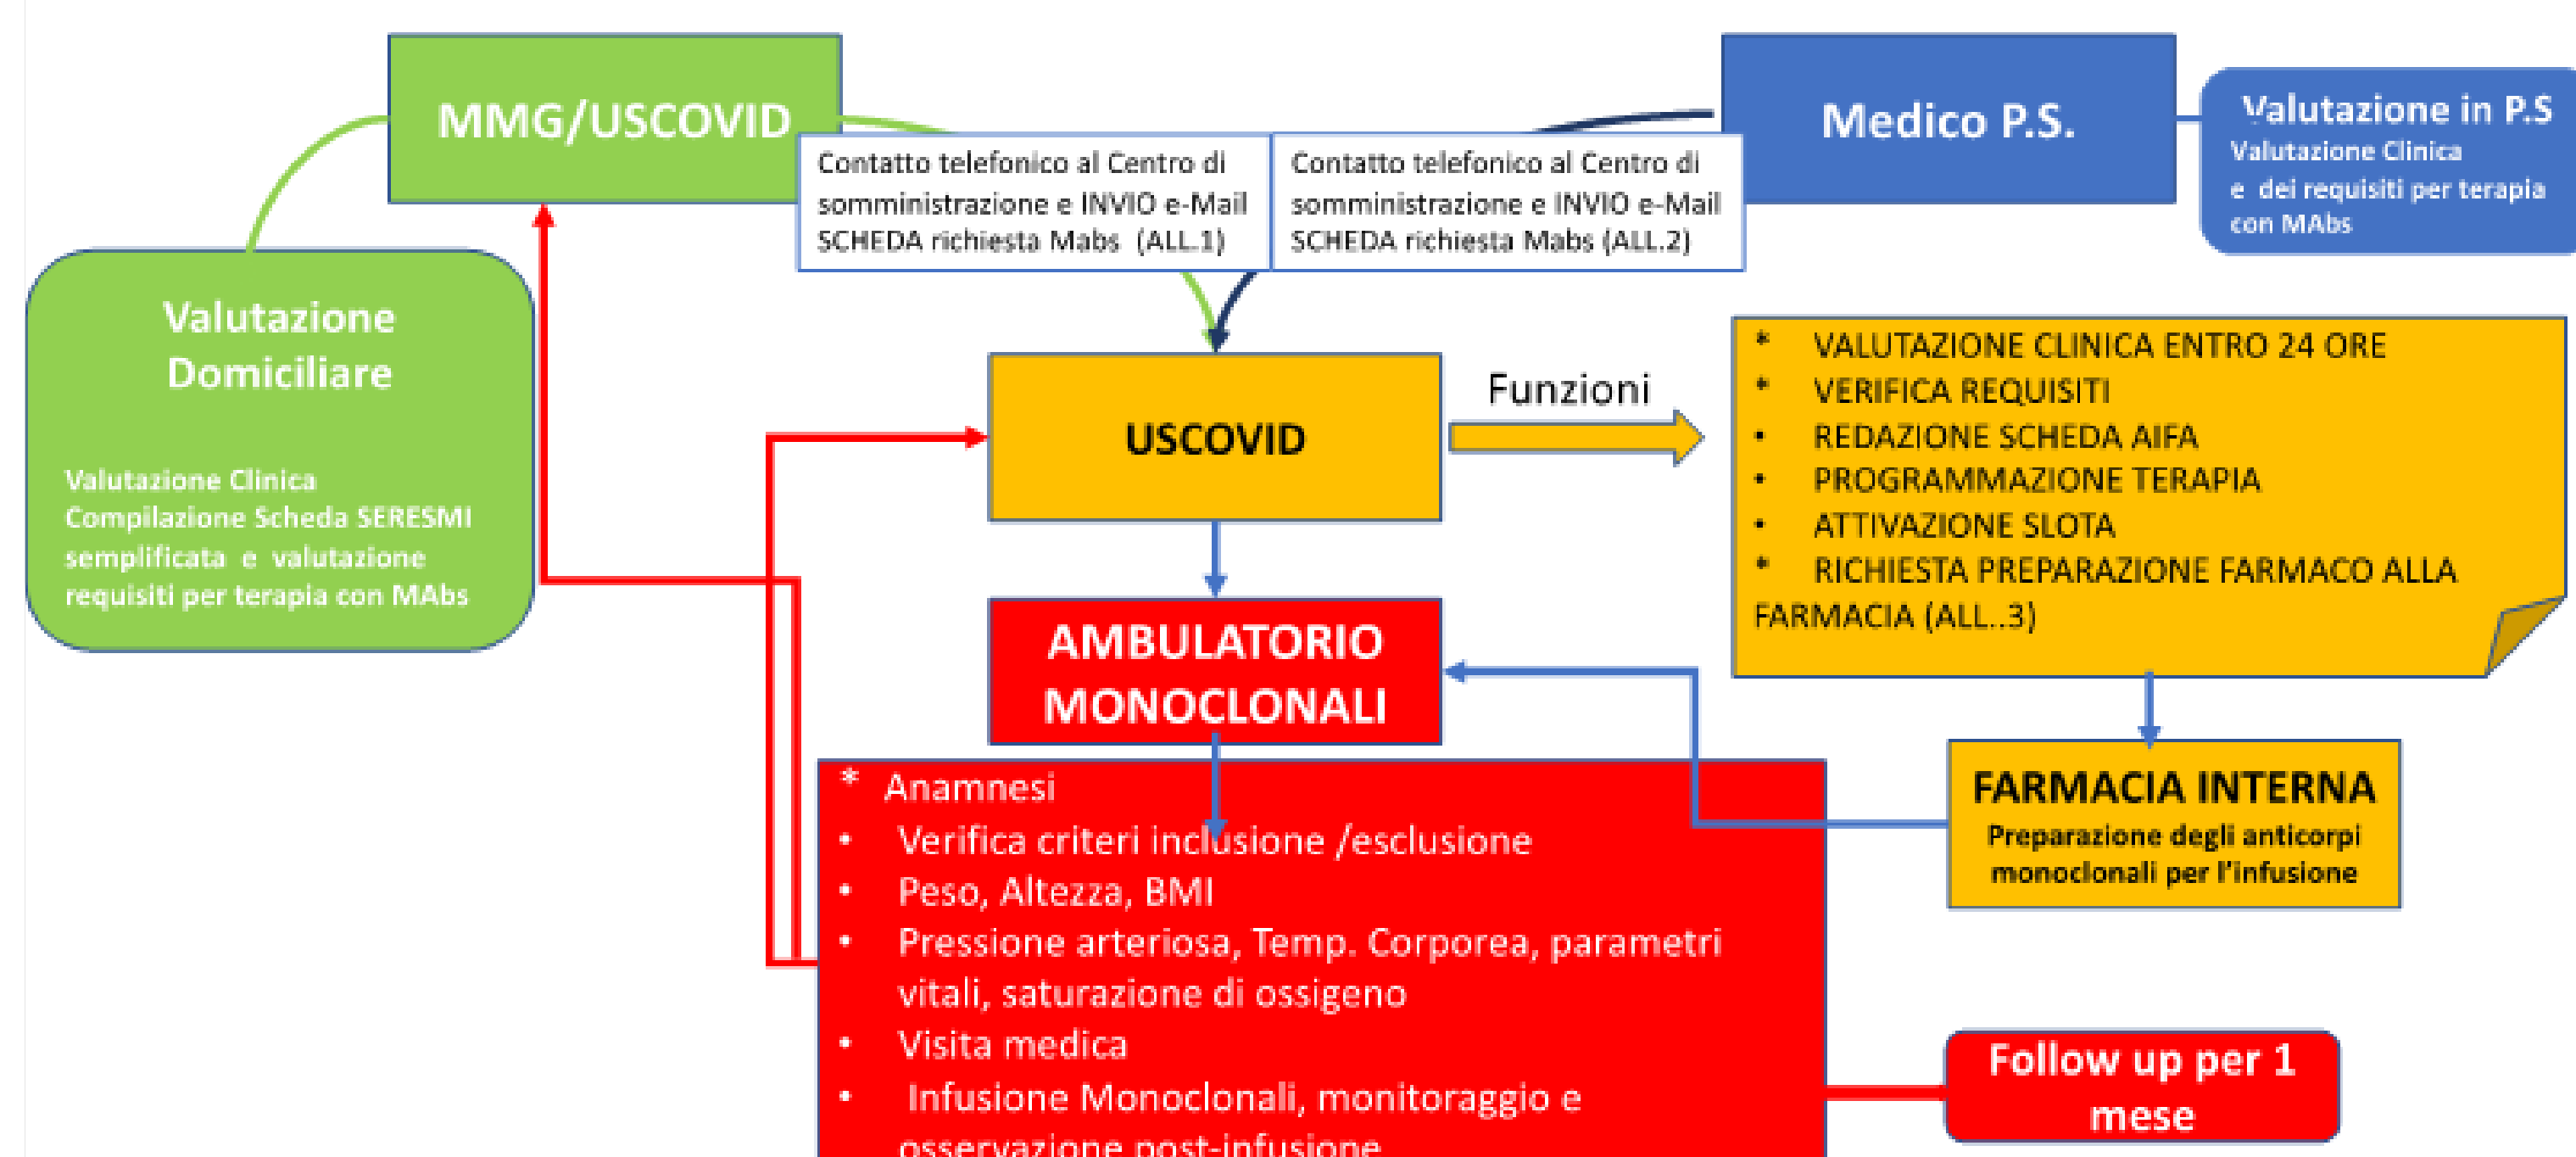 MMG/USCOVID
Medico P.S.
Valutazione in P.S
Valutazione Clinica
e dei requisiti per terapia
con MAbs
Contatto telefonico al Centro di
somministrazione e INVIO e-Mail
SCHEDA richiesta Mabs (ALL.1)
Contatto telefonico al Centro di
somministrazione e INVIO e-Mail
SCHEDA richiesta Mabs (ALL.2)
Valutazione
Domiciliare
Valutazione Clinica
Compilazione Scheda SERESMI
semplificata e valutazione
requisiti per terapia con MAbs
USCOVID
Funzioni
* VALUTAZIONE CLINICA ENTRO 24 ORE
* VERIFICA REQUISITI
• REDAZIONE SCHEDA AIFA
• PROGRAMMAZIONE TERAPIA
• ATTIVAZIONE SLOTA
* RICHIESTA PREPARAZIONE FARMACO ALLA
FARMACIA (ALL..3)
AMBULATORIO
MONOCLONALI
FARMACIA INTERNA
Preparazione degli anticorpi
monoclonali per l'infusione
* Anamnesi
• Verifica criteri inclusione /esclusione
• Peso, Altezza, BMI
• Pressione arteriosa, Temp. Corporea, parametri
vitali, saturazione di ossigeno
• Visita medica
• Infusione Monoclonali, monitoraggio e
osservazione post-infusione
Follow up per 1
mese